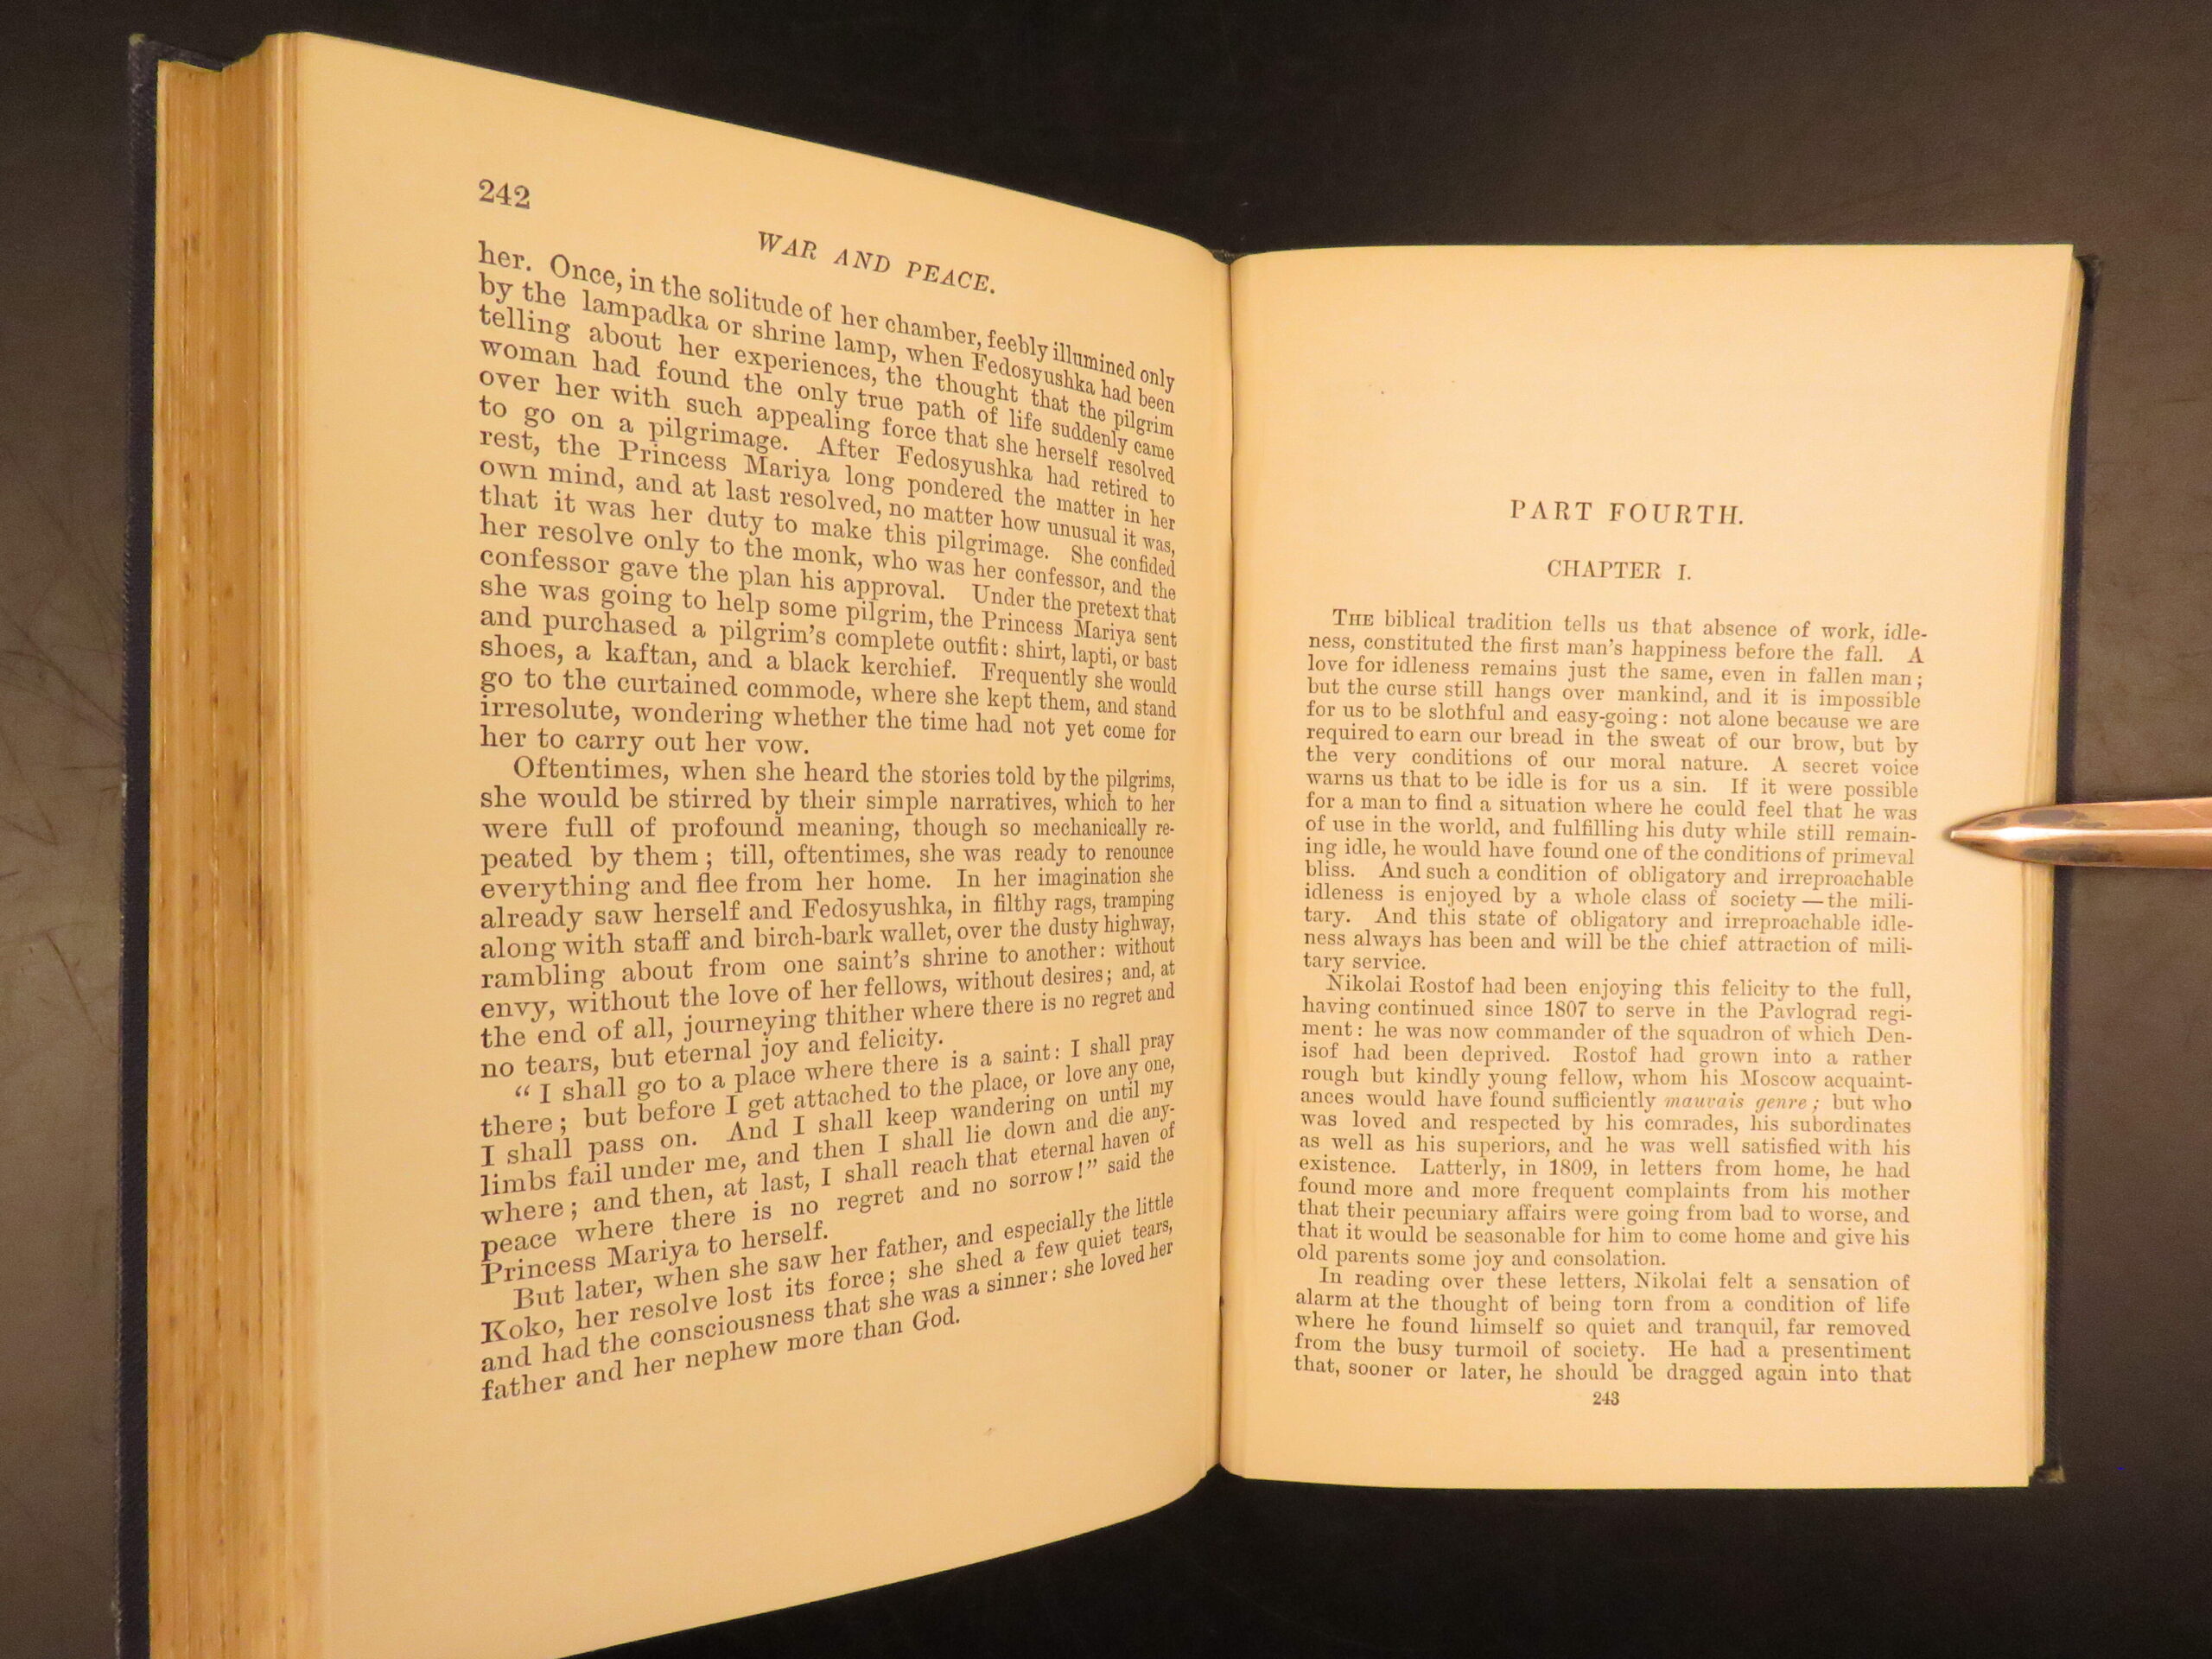 242
WAR AND PEACE.
her. Once, in the solitude of her chamber, feebly illumined only
by the lampadka or shrine lamp, when Fedosyushka had been
telling about her experiences, the thought that the pilgrim
woman had found the only true path of life suddenly came
over her with such appealing force that she herself resolved
to go on a pilgrimage. After Fedosyushka had retired to
rest, the Princess Mariya long pondered the matter in her
own mind, and at last resolved, no matter how unusual it was,
that it was her duty to make this pilgrimage. She confided
her resolve only to the monk, who was her confessor, and the
confessor gave the plan his approval. Under the pretext that
she was going to help some pilgrim, the Princess Mariya sent
and purchased a pilgrim's complete outfit: shirt, lapti, or bast
shoes, a kaftan, and a black kerchief. Frequently she would
go to the curtained commode, where she kept them, and stand
irresolute, wondering whether the time had not yet come for
her to carry out her vow.
Oftentimes, when she heard the stories told by the pilgrims,
she would be stirred by their simple narratives, which to her
were full of profound meaning, though so mechanically re-
peated by them; till, oftentimes, she was ready to renounce
everything and flee from her home. In her imagination she
already saw herself and Fedosyushka, in filthy rags, tramping
along with staff and birch-bark wallet, over the dusty highway,
rambling about from one saint's shrine to another: without
envy, without the love of her fellows, without desires; and, at
the end of all, journeying thither where there is no regret and
no tears, but eternal joy and felicity.
"I shall go to a place where there is a saint: I shall pray
there; but before I get attached to the place, or love any one,
I shall pass on. And I shall keep wandering on until my
limbs fail under me, and then I shall lie down and die any-
where; and then, at last, I shall reach that eternal haven of
peace where there is no regret and no sorrow!" said the
Princess Mariya to herself.
But later, when she saw her father, and especially the little
Koko, her resolve lost its force; she shed a few quiet tears,
and had the consciousness that she was a sinner: she loved her
father and her nephew more than God.
PART FOURTH.
CHAPTER I.
THE biblical tradition tells us that absence of work, idle-
ness, constituted the first man's happiness before the fall. A
love for idleness remains just the same, even in fallen man;
but the curse still hangs over mankind, and it is impossible
for us to be slothful and easy-going: not alone because we are
required to earn our bread in the sweat of our brow, but by
the very conditions of our moral nature. A secret voice
warns us that to be idle is for us a sin. If it were possible
for a man to find a situation where he could feel that he was
of use in the world, and fulfilling his duty while still remain-
ing idle, he would have found one of the conditions of primeval
bliss. And such a condition of obligatory and irreproachable
idleness is enjoyed by a whole class of society — the mili-
tary. And this state of obligatory and irreproachable idle-
ness always has been and will be the chief attraction of mili-
tary service.
Nikolai Rostof had been enjoying this felicity to the full,
having continued since 1807 to serve in the Pavlograd regi-
ment: he was now commander of the squadron of which Den-
isof had been deprived. Rostof had grown into a rather
rough but kindly young fellow, whom his Moscow acquaint-
ances would have found sufficiently mauvais genre; but who
was loved and respected by his comrades, his subordinates
as well as his superiors, and he was well satisfied with his
existence. Latterly, in 1809, in letters from home, he had
found more and more frequent complaints from his mother
that their pecuniary affairs were going from bad to worse, and
that it would be seasonable for him to come home and give his
old parents some joy and consolation.
In reading over these letters, Nikolai felt a sensation of
alarm at the thought of being torn from a condition of life
where he found himself so quiet and tranquil, far removed
from the busy turmoil of society. He had a presentiment
that, sooner or later, he should be dragged again into that
243